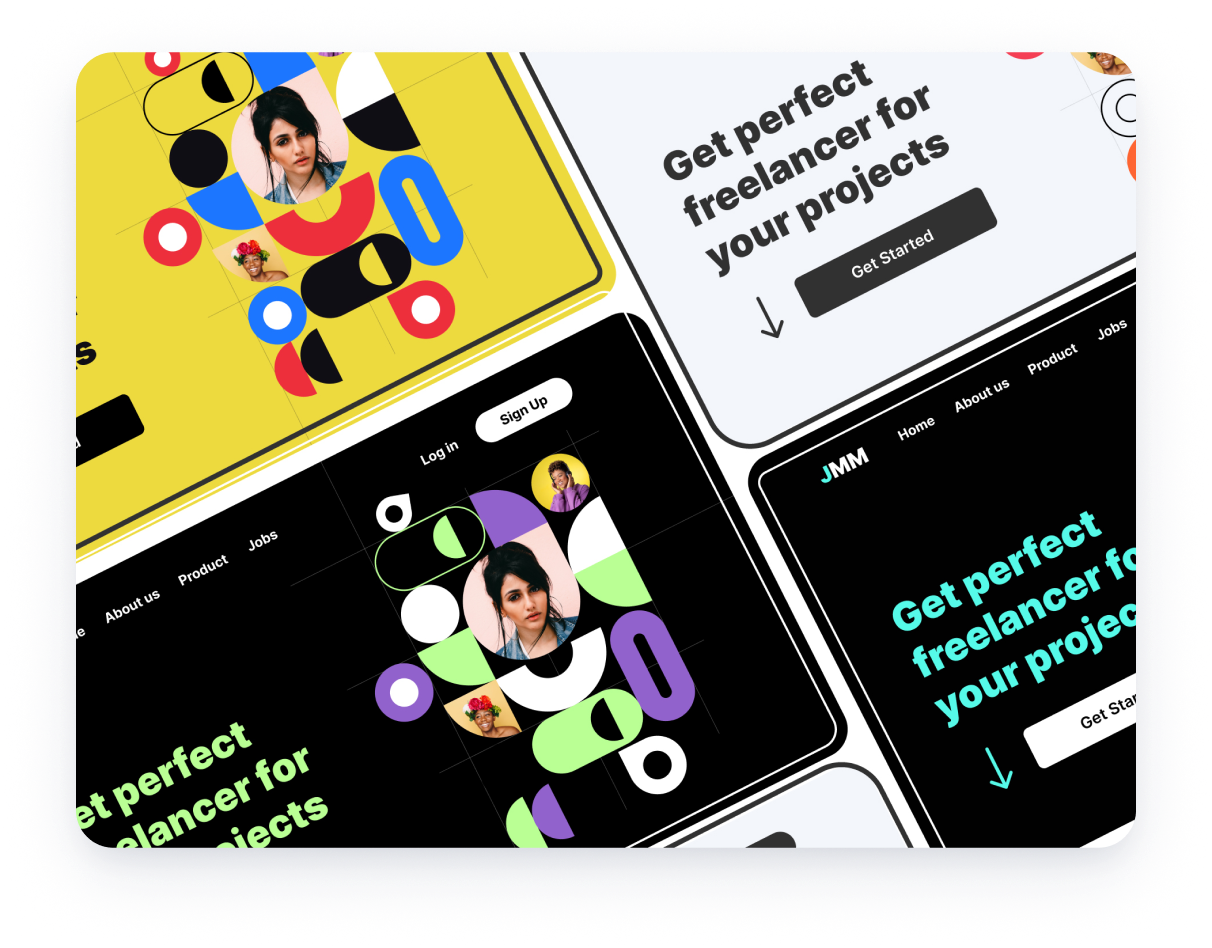 Get perfect
freelancer for
your projects
Get Started
Log in
Sign Up
About us
Product
Jobs
et perfect
elancer for
ojects
JMM
Home
About us
Product
Jobs
Get perfect
freelancer fo
your projec
Get Star